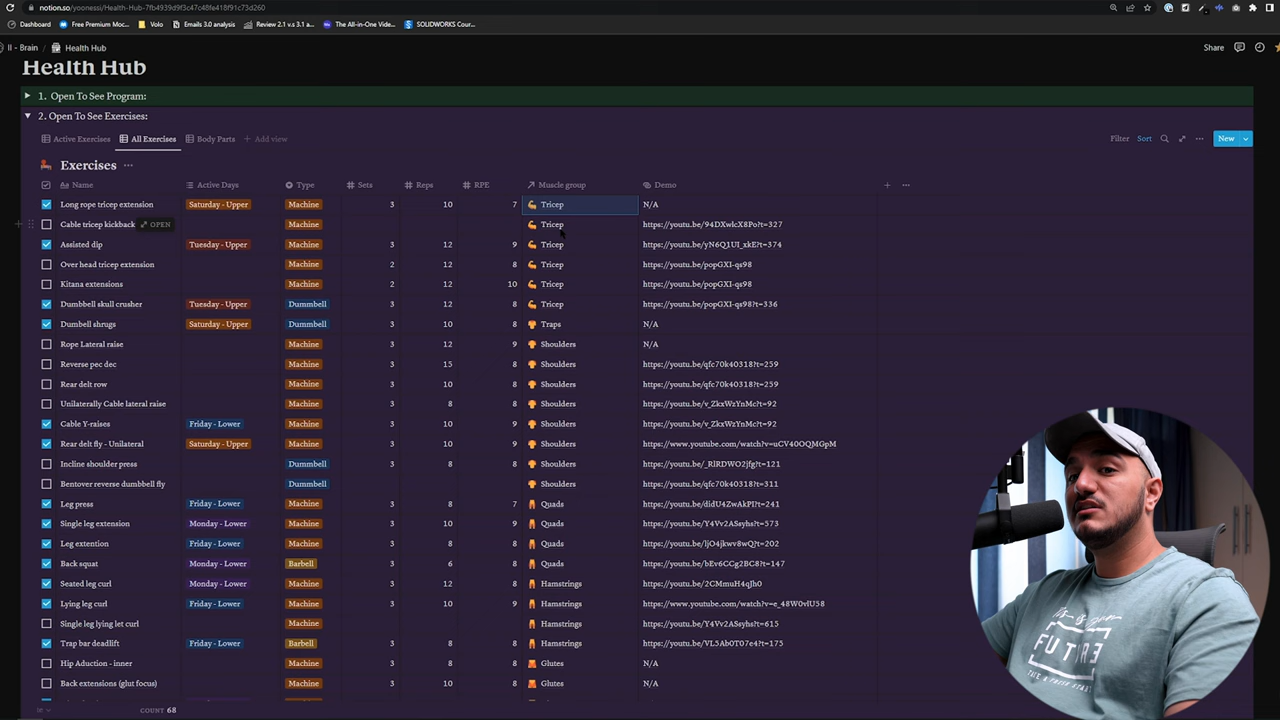 notion.so/yoonessi/Health-Hub-7fb4939d9f3c47c48fe418f91c73d260
Dashboard Free Premium Moc... Volo Emails 3.0 analysis Review 2.1 v.s 3.1 a... The All-in-One Vide... SOLIDWORKS Cour...
II - Brain / Health Hub Share
Health Hub
1. Open To See Program:
2. Open To See Exercises:
Active Exercises All Exercises Body Parts + Add view Filter Sort New
Exercises
Name Active Days Type Sets Reps RPE Muscle group Demo
Long rope tricep extension Saturday - Upper Machine 3 10 7 Tricep N/A
Cable tricep kickback OPEN Machine Tricep https://youtu.be/94DXwlcX8Po?t=327
Assisted dip Tuesday - Upper Machine 3 12 9 Tricep https://youtu.be/yN6Q1UI_xkE?t=374
Over head tricep extension Machine 2 12 8 Tricep https://youtu.be/popGXI-qs98
Kitana extensions Machine 2 12 10 Tricep https://youtu.be/popGXI-qs98
Dumbbell skull crusher Tuesday - Upper Dummbell 3 12 8 Tricep https://youtu.be/popGXI-qs98?t=336
Dumbell shrugs Saturday - Upper Dummbell 3 10 8 Traps N/A
Rope Lateral raise Machine 3 12 9 Shoulders N/A
Reverse pec dec Machine 3 15 8 Shoulders https://youtu.be/qfc70k40318?t=259
Rear delt row Machine 3 10 8 Shoulders https://youtu.be/qfc70k40318?t=259
Unilaterally Cable lateral raise Machine 3 8 8 Shoulders https://youtu.be/v_ZkxWzYnMc?t=92
Cable Y-raises Friday - Lower Machine 3 10 9 Shoulders https://youtu.be/v_ZkxWzYnMc?t=92
Rear delt fly - Unilateral Saturday - Upper Machine 3 10 9 Shoulders https://www.youtube.com/watch?v=uCV40OQMGpM
Incline shoulder press Dummbell 3 8 8 Shoulders https://youtu.be/_RlRDWO2jfg?t=121
Bentover reverse dumbbell fly Dummbell Shoulders https://youtu.be/qfc70k40318?t=311
Leg press Friday - Lower Machine 3 8 7 Quads https://youtu.be/didU4ZwAkPI?t=241
Single leg extension Monday - Lower Machine 3 10 9 Quads https://youtu.be/Y4Vv2ASsyhs?t=573
Leg extention Friday - Lower Machine 3 10 8 Quads https://youtu.be/ljO4jkwv8wQ?t=202
Back squat Monday - Lower Barbell 3 6 8 Quads https://youtu.be/bEv6CCg2BC8?t=147
Seated leg curl Monday - Lower Machine 3 12 8 Hamstrings https://youtu.be/2CMmuH4qJh0
Lying leg curl Friday - Lower Machine 3 10 9 Hamstrings https://www.youtube.com/watch?v=e_48W0vlU58
Single leg lying let curl Machine Hamstrings https://youtu.be/Y4Vv2ASsyhs?t=615
Trap bar deadlift Friday - Lower Barbell 3 8 8 Hamstrings https://youtu.be/VL5Ab0T07e4?t=175
Hip Aduction - inner Machine 3 8 8 Glutes N/A
Back extensions (glut focus) Machine 3 10 8 Glutes N/A
COUNT 68
FUTURE